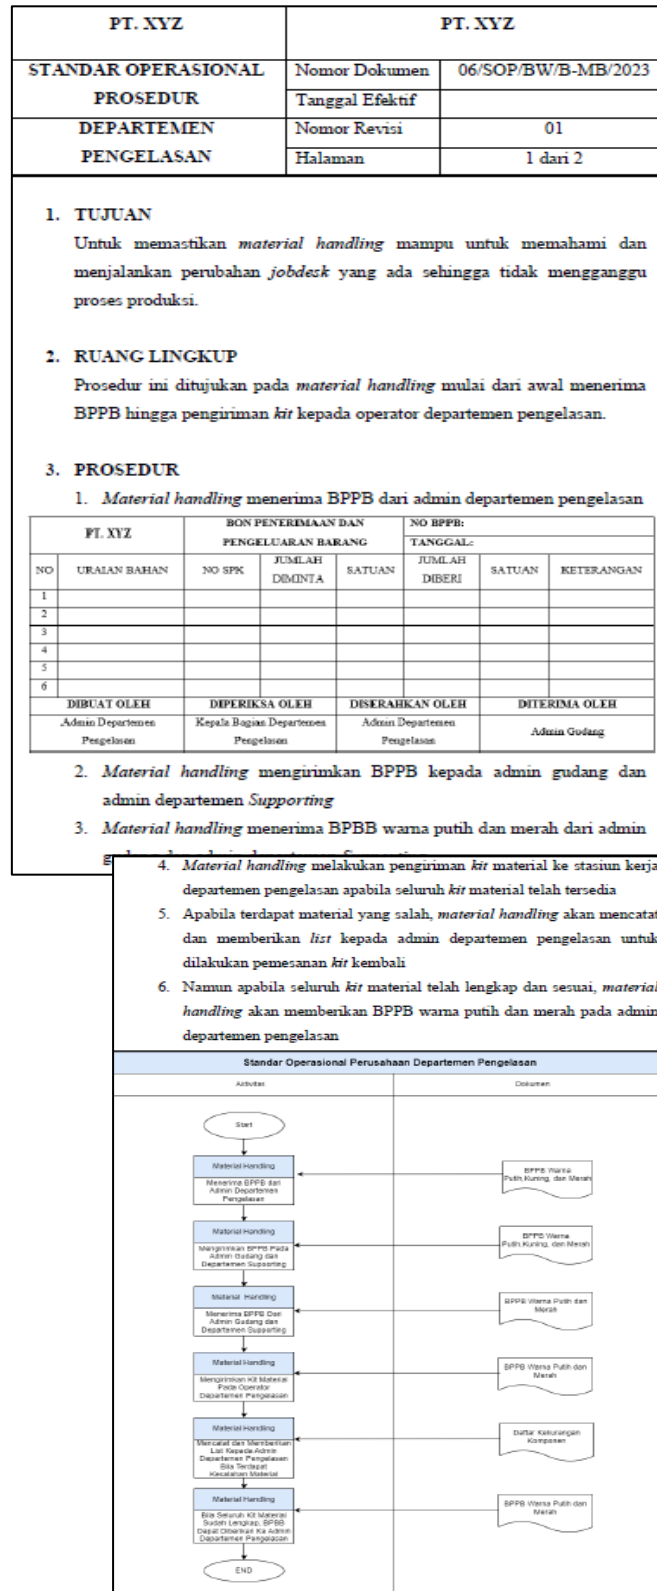 PT. XYZ
PT. XYZ
STANDAR OPERASIONAL
PROSEDUR
Nomor Dokumen
06/SOP/BW/B-MB/2023
Tanggal Efektif
DEPARTEMEN
PENGELASAN
Nomor Revisi
01
Halaman
1 dari 2
1. TUJUAN
Untuk memastikan material handling mampu untuk memahami dan
menjalankan perubahan jobdesk yang ada sehingga tidak mengganggu
proses produksi.
2. RUANG LINGKUP
Prosedur ini ditujukan pada material handling mulai dari awal menerima
BPPB hingga pengiriman kit kepada operator departemen pengelasan.
3. PROSEDUR
1. Material handling menerima BPPB dari admin departemen pengelasan
PT. XYZ
BON PENERIMAAN DAN
PENGELUARAN BARANG
NO BPPB:
TANGGAL:
NO
URAIAN BAHAN
NO SPK
JUMLAH
DIMINTA
SATUAN
JUMLAH
DIBERI
SATUAN
KETERANGAN
1
2
3
4
5
6
DIBUAT OLEH
DIPERIKSA OLEH
DISERAHKAN OLEH
DITERIMA OLEH
Admin Departemen
Pengelasan
Kepala Bagian Departemen
Pengelasan
Admin Departemen
Pengelasan
Admin Gudang
2. Material handling mengirimkan BPPB kepada admin gudang dan
admin departemen Supporting
3. Material handling menerima BPBB warna putih dan merah dari admin
4. Material handling melakukan pengiriman kit material ke stasiun kerja
departemen pengelasan apabila seluruh kit material telah tersedia
5. Apabila terdapat material yang salah, material handling akan mencatat
dan memberikan list kepada admin departemen pengelasan untuk
dilakukan pemesanan kit kembali
6. Namun apabila seluruh kit material telah lengkap dan sesuai, material
handling akan memberikan BPPB warna putih dan merah pada admin
departemen pengelasan
Standar Operasional Perusahaan Departemen Pengelasan
Aktivitas
Dokumen
Start
Material Handling
Menerima BPPB dari
Admin Departemen
Pengelasan
BPPB Warna
Putih, Kuning, dan Merah
Material Handling
Mengirimkan BPPB Pada
Admin Gudang dan
Departemen Supporting
BPPB Warna
Putih, Kuning, dan Merah
Material Handling
Menerima BPPB Dari
Admin Gudang dan
Departemen Supporting
BPPB Warna Putih dan
Merah
Material Handling
Mengirimkan Kit Material
Pada Operator
Departemen Pengelasan
BPPB Warna Putih dan
Merah
Material Handling
Mencatat dan Memberikan
List Kepada Admin
Departemen Pengelasan
Bila Terdapat
Kesalahan Material
Daftar Kekurangan
Komponen
Material Handling
Bila Seluruh Kit Material
Sudah Lengkap, BPBB
Dapat Diberikan Ke Admin
Departemen Pengelasan
BPPB Warna Putih dan
Merah
END